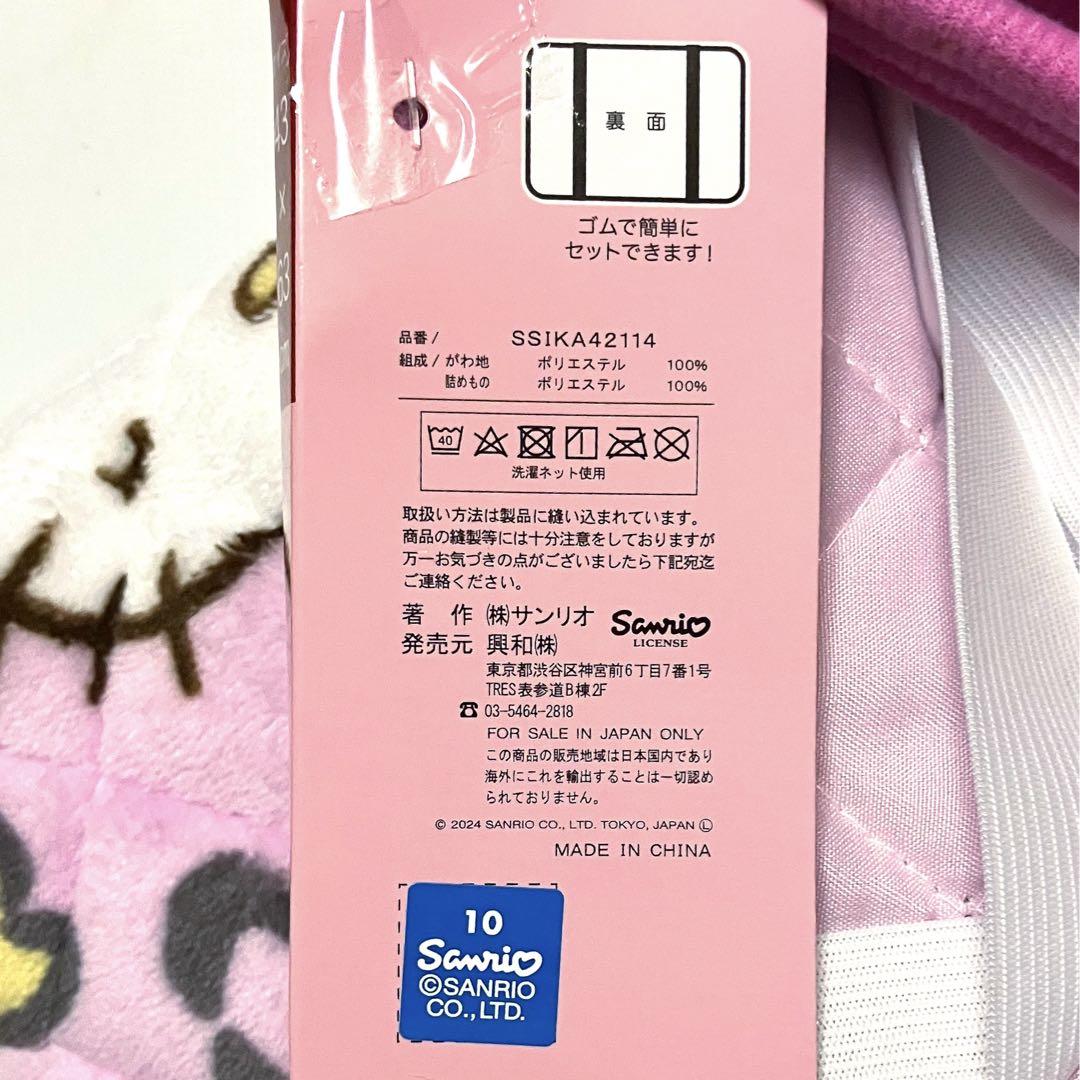 43 x 63
裏 面
ゴムで簡単に
セットできます!
品番 / SSIKA42114
組成 / がわ地 ポリエステル 100%
詰めもの ポリエステル 100%
40
洗濯ネット使用
取扱い方法は製品に縫い込まれています。
商品の縫製等には十分注意をしておりますが
万一お気づきの点がございましたら下記宛迄
ご連絡ください。
著 作 ㈱サンリオ Sanrio
LICENSE
発売元 興和㈱
東京都渋谷区神宮前6丁目7番1号
TRES表参道B棟2F
☎ 03-5464-2818
FOR SALE IN JAPAN ONLY
この商品の販売地域は日本国内であり
海外にこれを輸出することは一切認め
られておりません。
© 2024 SANRIO CO., LTD. TOKYO, JAPAN Ⓛ
MADE IN CHINA
10
Sanrio
©SANRIO
CO.,LTD.